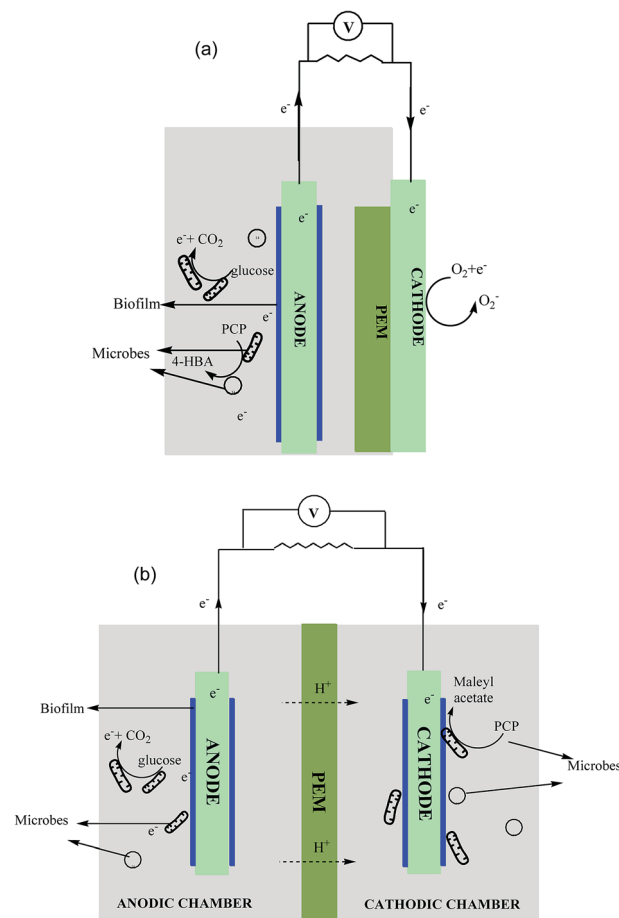 (a)
V
e-
e-
e-
e-
e-+ CO2
glucose
O2+e-
O2-
Biofilm
ANODE
PEM
CATHODE
e-
PCP
Microbes
4-HBA
e-
(b)
V
e-
e-
e-
e-
H+
Maleyl
acetate
Biofilm
PCP
e-+ CO2
glucose
e-
ANODE
PEM
CATHODE
Microbes
Microbes
e-
H+
ANODIC CHAMBER
CATHODIC CHAMBER